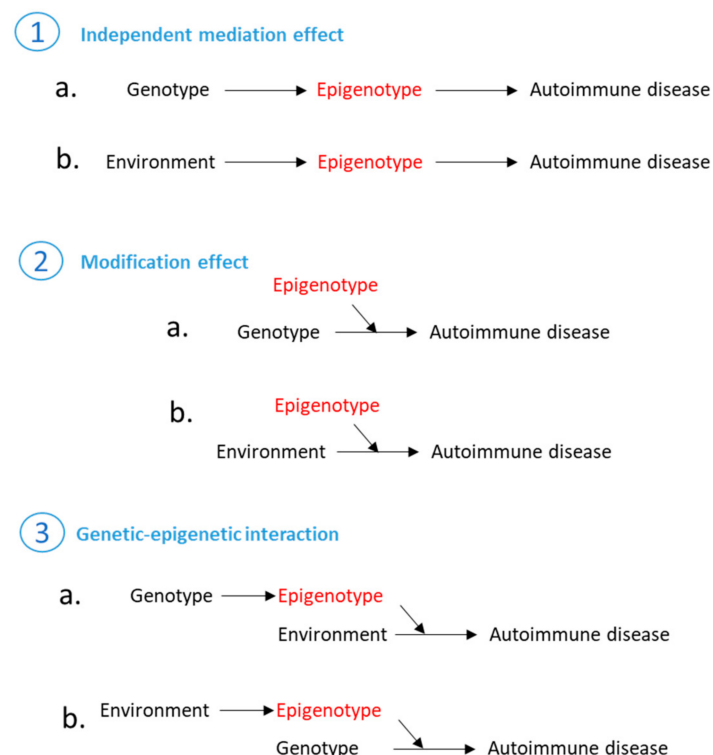 1 Independent mediation effect
a. Genotype Epigenotype Autoimmune disease
b. Environment Epigenotype Autoimmune disease
2 Modification effect
Epigenotype
a. Genotype Autoimmune disease
Epigenotype
b.
Environment Autoimmune disease
3 Genetic-epigenetic interaction
a. Genotype Epigenotype
Environment Autoimmune disease
b. Environment Epigenotype
Genotype Autoimmune disease